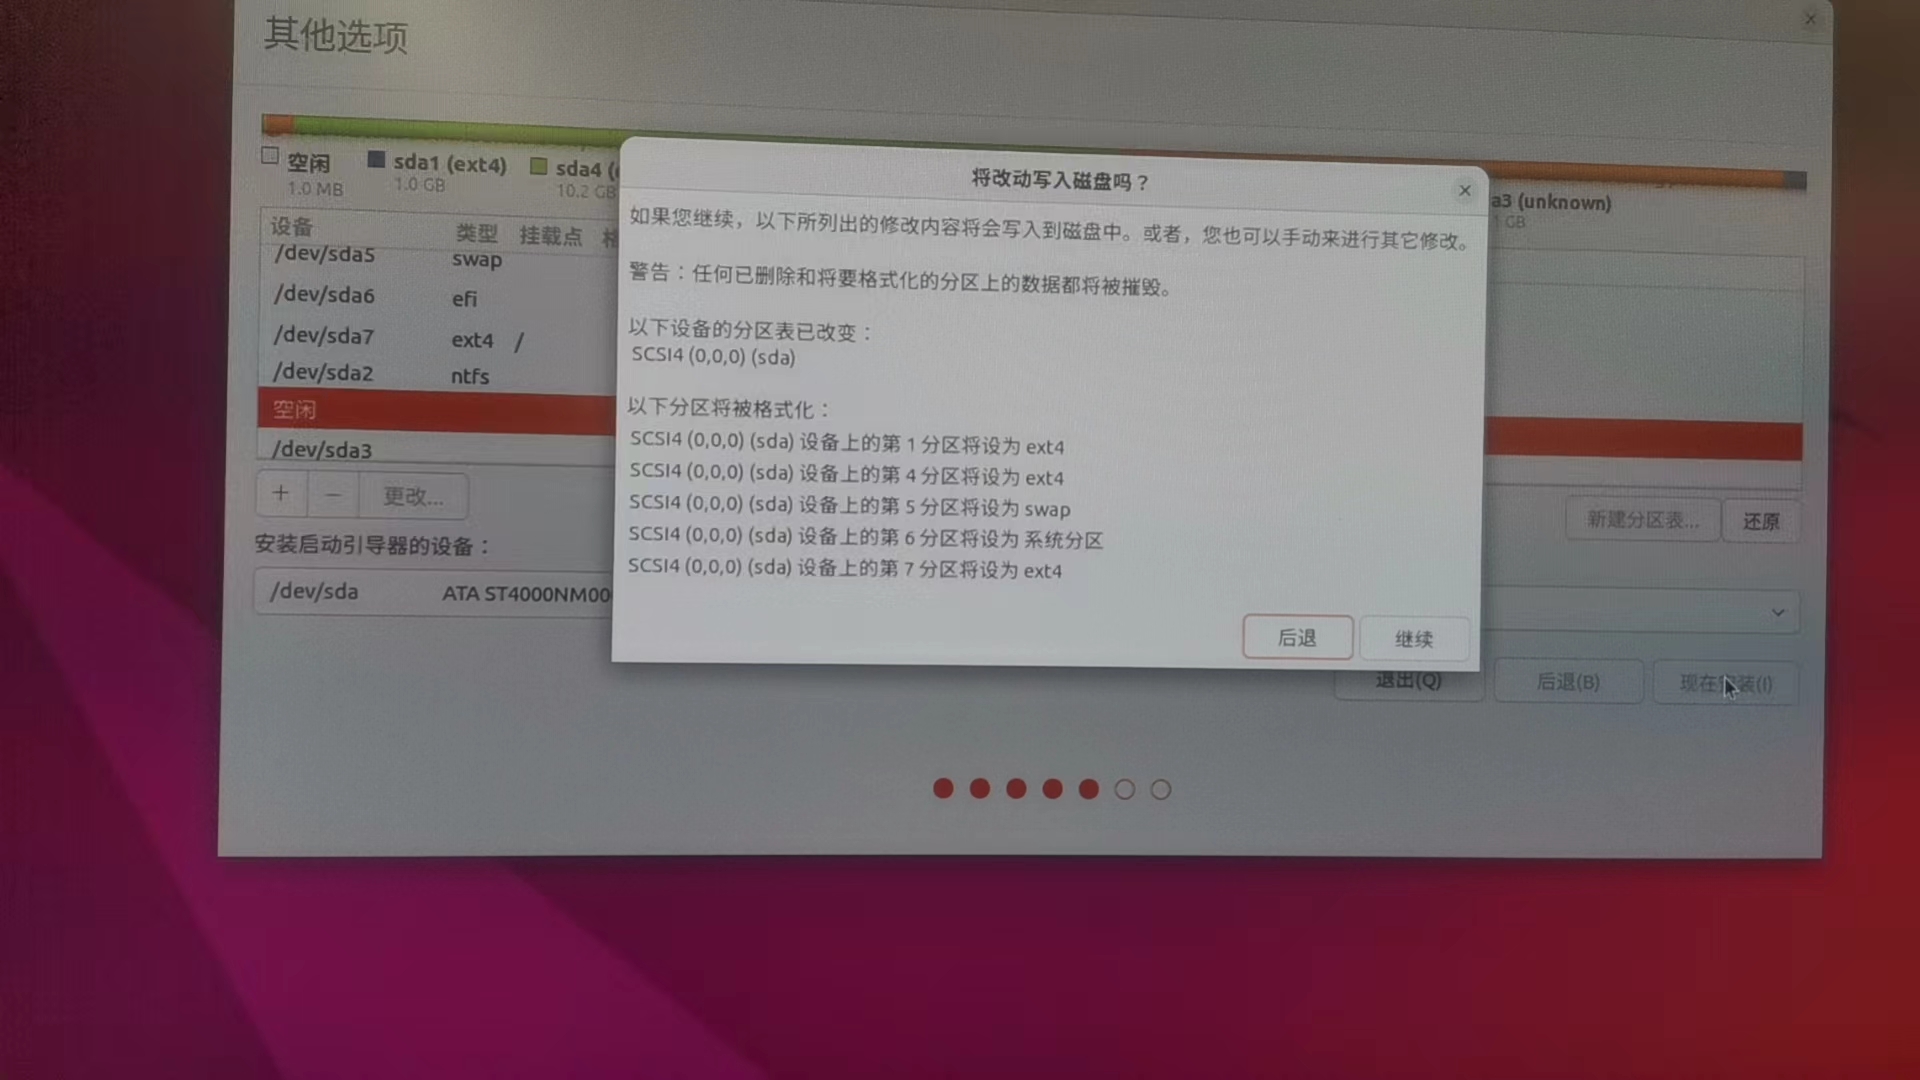 其他选项
空闲
1.0 MB
sda1 (ext4)
1.0 GB
sda4 (
10.2 GB
a3 (unknown)
1 GB
设备 类型 挂载点
/dev/sda5 swap
/dev/sda6 efi
/dev/sda7 ext4 /
/dev/sda2 ntfs
空闲
/dev/sda3
+ — 更改...
新建分区表... 还原
安装启动引导器的设备：
/dev/sda ATA ST4000NM00
退出(Q) 后退(B) 现在安装(I)
将改动写入磁盘吗？
如果您继续，以下所列出的修改内容将会写入到磁盘中。或者，您也可以手动来进行其它修改。
警告：任何已删除和将要格式化的分区上的数据都将被摧毁。
以下设备的分区表已改变：
SCSI4 (0,0,0) (sda)
以下分区将被格式化：
SCSI4 (0,0,0) (sda) 设备上的第 1 分区将设为 ext4
SCSI4 (0,0,0) (sda) 设备上的第 4 分区将设为 ext4
SCSI4 (0,0,0) (sda) 设备上的第 5 分区将设为 swap
SCSI4 (0,0,0) (sda) 设备上的第 6 分区将设为 系统分区
SCSI4 (0,0,0) (sda) 设备上的第 7 分区将设为 ext4
后退 继续